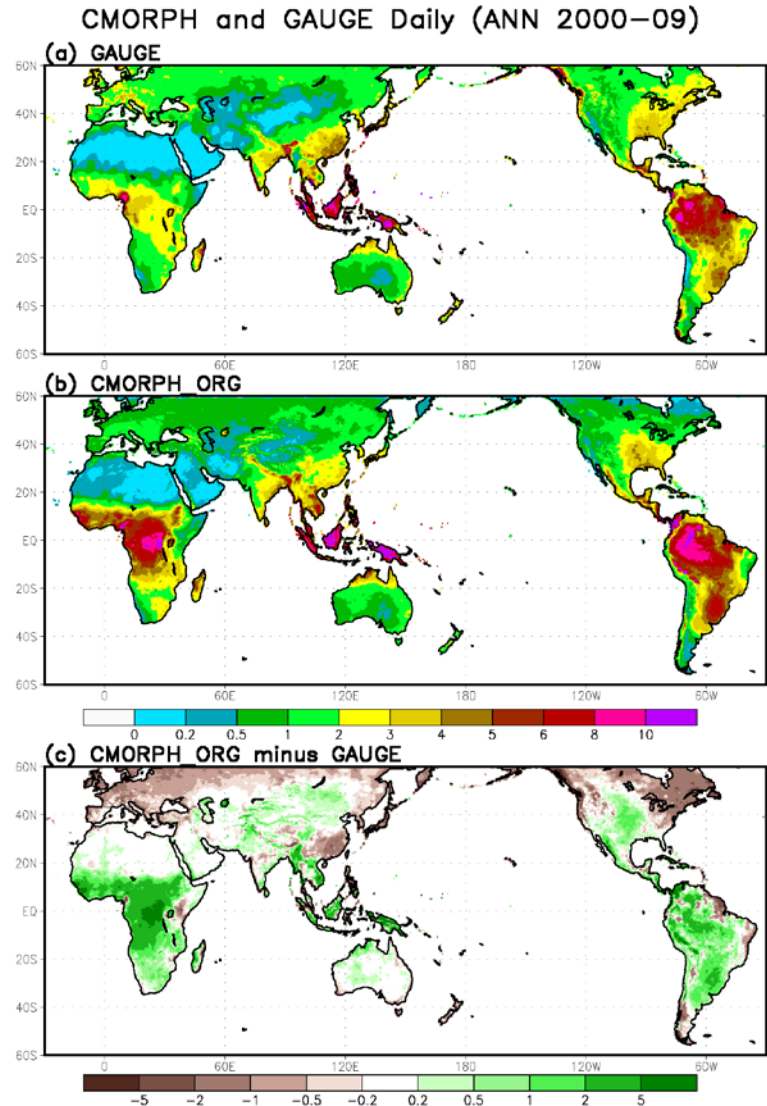 CMORPH and GAUGE Daily (ANN 2000–09)
(a) GAUGE
60N
40N
20N
EQ
20S
40S
60S
0 60E 120E 180 120W 60W
(b) CMORPH_ORG
60N
40N
20N
EQ
20S
40S
60S
0 60E 120E 180 120W 60W
0 0.2 0.5 1 2 3 4 5 6 8 10
(c) CMORPH_ORG minus GAUGE
60N
40N
20N
EQ
20S
40S
60S
0 60E 120E 180 120W 60W
−5 −2 −1 −0.5 −0.2 0.2 0.5 1 2 5